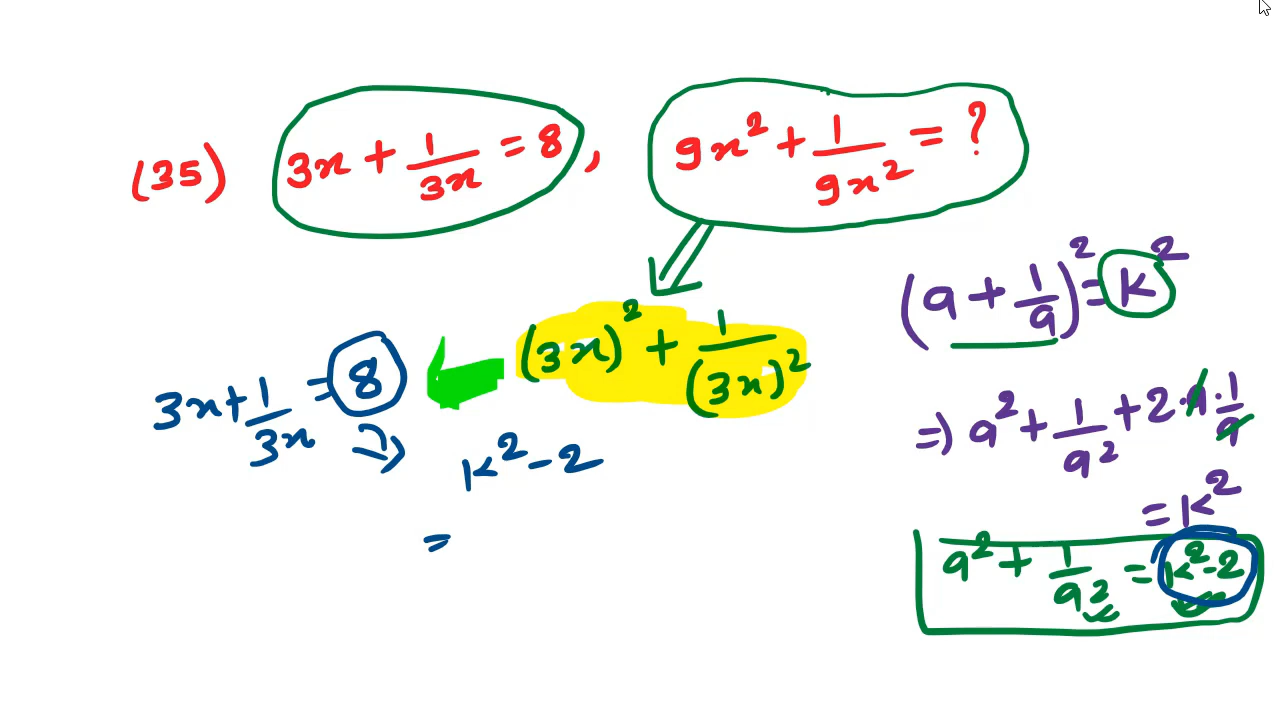 (35) 3x + 1/3x = 8, 9x² + 1/9x² = ?
(a + 1/a)² = k²
(3x)² + 1/(3x)²
3x + 1/3x = 8
⇒ a² + 1/a² + 2·a·1/a
k² - 2
= k²
=
a² + 1/a² = k² - 2